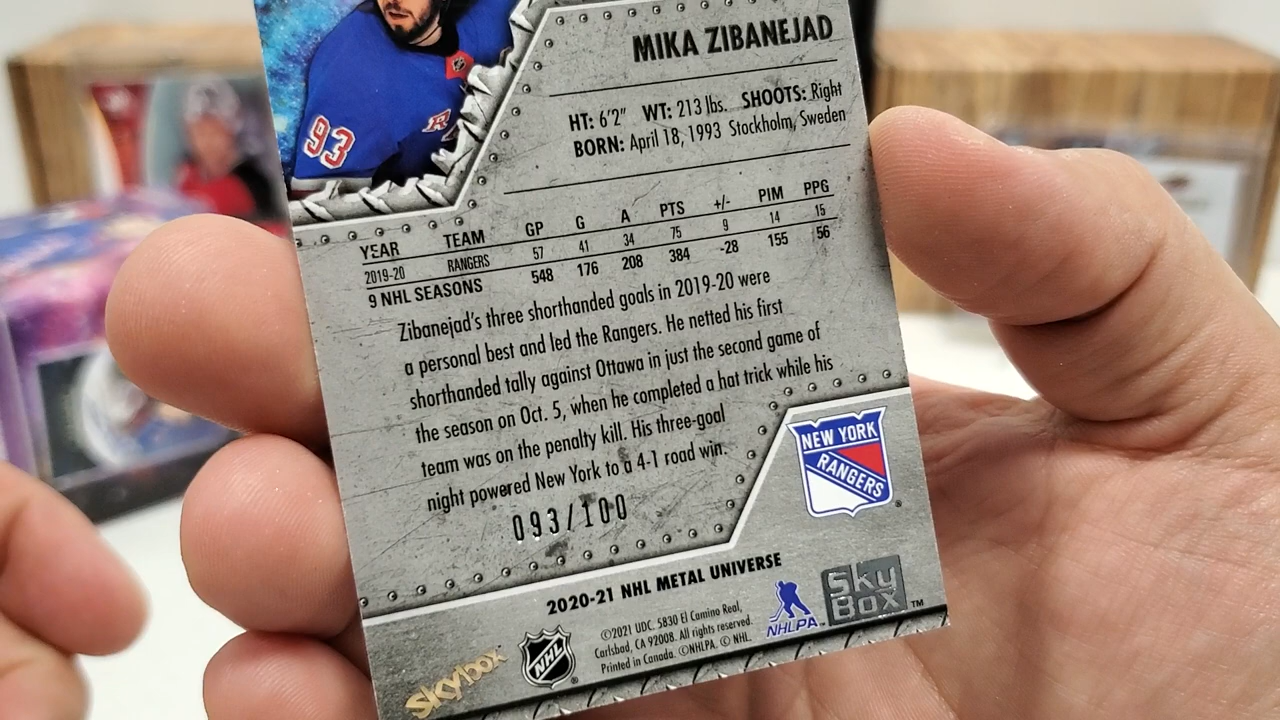 MIKA ZIBANEJAD
HT: 6'2" WT: 213 lbs. SHOOTS: Right
BORN: April 18, 1993 Stockholm, Sweden
93
R
YEAR TEAM GP G A PTS +/- PIM PPG
2019-20 RANGERS 57 41 34 75 9 14 15
9 NHL SEASONS 548 176 208 384 -28 155 56
Zibanejad's three shorthanded goals in 2019-20 were
a personal best and led the Rangers. He netted his first
shorthanded tally against Ottawa in just the second game of
the season on Oct. 5, when he completed a hat trick while his
team was on the penalty kill. His three-goal
night powered New York to a 4-1 road win.
NEW YORK
RANGERS
®
093/100
2020-21 NHL METAL UNIVERSE
skybox
NHL
®
©2021 UDC. 5830 El Camino Real,
Carlsbad, CA 92008. All rights reserved.
Printed in Canada. ©NHLPA. © NHL.
NHLPA™
Sky
Box™